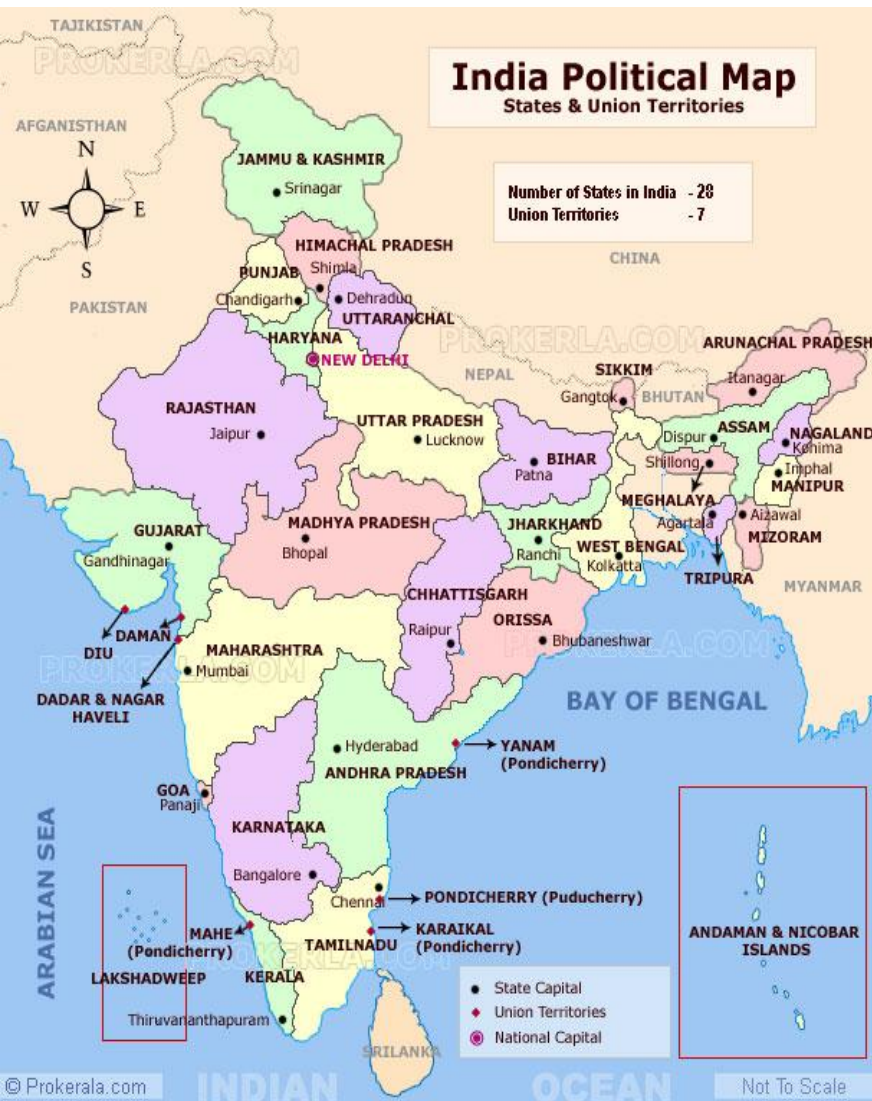 TAJIKISTAN
PROKERLA.COM
India Political Map
States & Union Territories
AFGANISTHAN
N
W
E
S
JAMMU & KASHMIR
Srinagar
Number of States in India - 28
Union Territories - 7
HIMACHAL PRADESH
CHINA
Shimla
PUNJAB
PAKISTAN
Chandigarh
Dehradun
UTTARANCHAL
HARYANA
PROKERLA.COM
ARUNACHAL PRADESH
NEW DELHI
NEPAL
SIKKIM
Itanagar
Gangtok
BHUTAN
RAJASTHAN
UTTAR PRADESH
Jaipur
Lucknow
Dispur
ASSAM
NAGALAND
Kohima
BIHAR
Patna
Shillong
Imphal
MANIPUR
MEGHALAYA
GUJARAT
Gandhinagar
MADHYA PRADESH
Bhopal
JHARKHAND
Ranchi
WEST BENGAL
Kolkatta
Agartala
Aizawal
MIZORAM
TRIPURA
MYANMAR
CHHATTISGARH
Raipur
ORISSA
Bhubaneshwar
PROKERLA.COM
DAMAN
DIU
MAHARASHTRA
PROKERLA.COM
Mumbai
DADAR & NAGAR
HAVELI
BAY OF BENGAL
Hyderabad
ANDHRA PRADESH
YANAM
(Pondicherry)
GOA
Panaji
ARABIAN SEA
KARNATAKA
Bangalore
Chennai
PONDICHERRY (Puducherry)
MAHE
(Pondicherry)
TAMILNADU
KARAIKAL
(Pondicherry)
ANDAMAN & NICOBAR
ISLANDS
PROKERLA.COM
LAKSHADWEEP
KERALA
Thiruvananthapuram
State Capital
Union Territories
National Capital
SRILANKA
© Prokerala.com
INDIAN OCEAN
Not To Scale